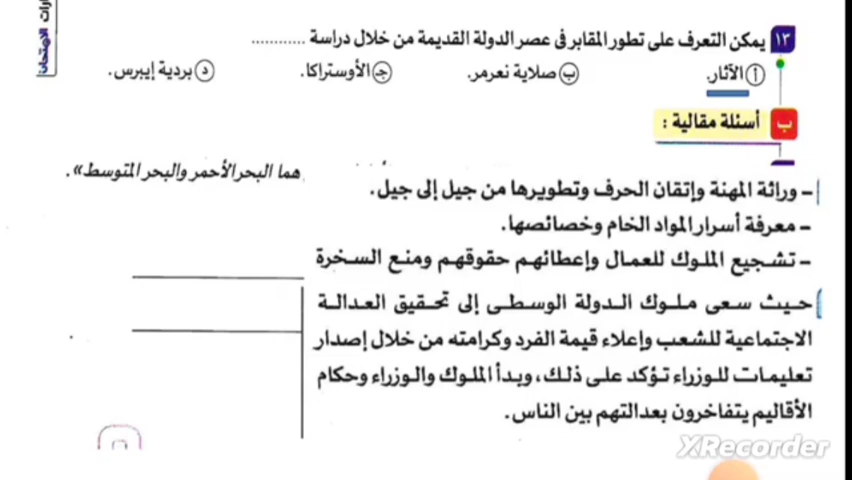 ١٣ يمكن التعرف على تطور المقابر فى عصر الدولة القديمة من خلال دراسة ............
أ الآثار. ب صلاية نعرمر. جـ الأوستراكا. د بردية إيبرس.
ب أسئلة مقالية :
هما البحر الأحمر والبحر المتوسط».
– وراثة المهنة وإتقان الحرف وتطويرها من جيل إلى جيل.
– معرفة أسرار المواد الخام وخصائصها.
– تشجيع الملوك للعمال وإعطائهم حقوقهم ومنع السخرة
حيث سعى ملوك الدولة الوسطى إلى تحقيق العدالة
الاجتماعية للشعب وإعلاء قيمة الفرد وكرامته من خلال إصدار
تعليمات للوزراء تؤكد على ذلك، وبدأ الملوك والوزراء وحكام
الأقاليم يتفاخرون بعدالتهم بين الناس.
XRecorder